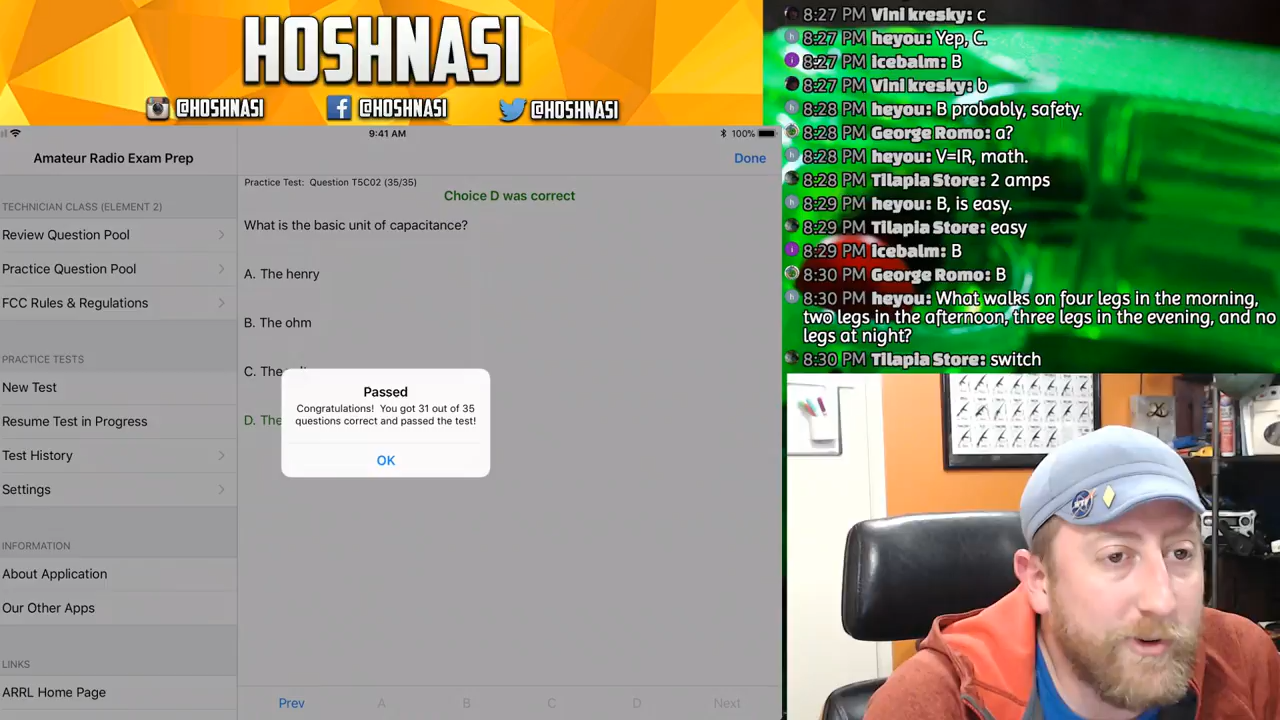 HOSHNASI
@HOSHNASI @HOSHNASI @HOSHNASI
9:41 AM
100%
Amateur Radio Exam Prep
Done
TECHNICIAN CLASS (ELEMENT 2)
Review Question Pool
Practice Question Pool
FCC Rules & Regulations
PRACTICE TESTS
New Test
Resume Test in Progress
Test History
Settings
INFORMATION
About Application
Our Other Apps
LINKS
ARRL Home Page
Practice Test: Question T5C02 (35/35)
Choice D was correct
What is the basic unit of capacitance?
A. The henry
B. The ohm
C. The
D. The
Passed
Congratulations! You got 31 out of 35
questions correct and passed the test!
OK
Prev A B C D Next
8:27 PM Vini kresky: c
8:27 PM heyou: Yep, C.
8:27 PM icebalm: B
8:27 PM Vini kresky: b
8:28 PM heyou: B probably, safety.
8:28 PM George Romo: a?
8:28 PM heyou: V=IR, math.
8:28 PM Tilapia Store: 2 amps
8:29 PM heyou: B, is easy.
8:29 PM Tilapia Store: easy
8:29 PM icebalm: B
8:30 PM George Romo: B
8:30 PM heyou: What walks on four legs in the morning,
two legs in the afternoon, three legs in the evening, and no
legs at night?
8:30 PM Tilapia Store: switch